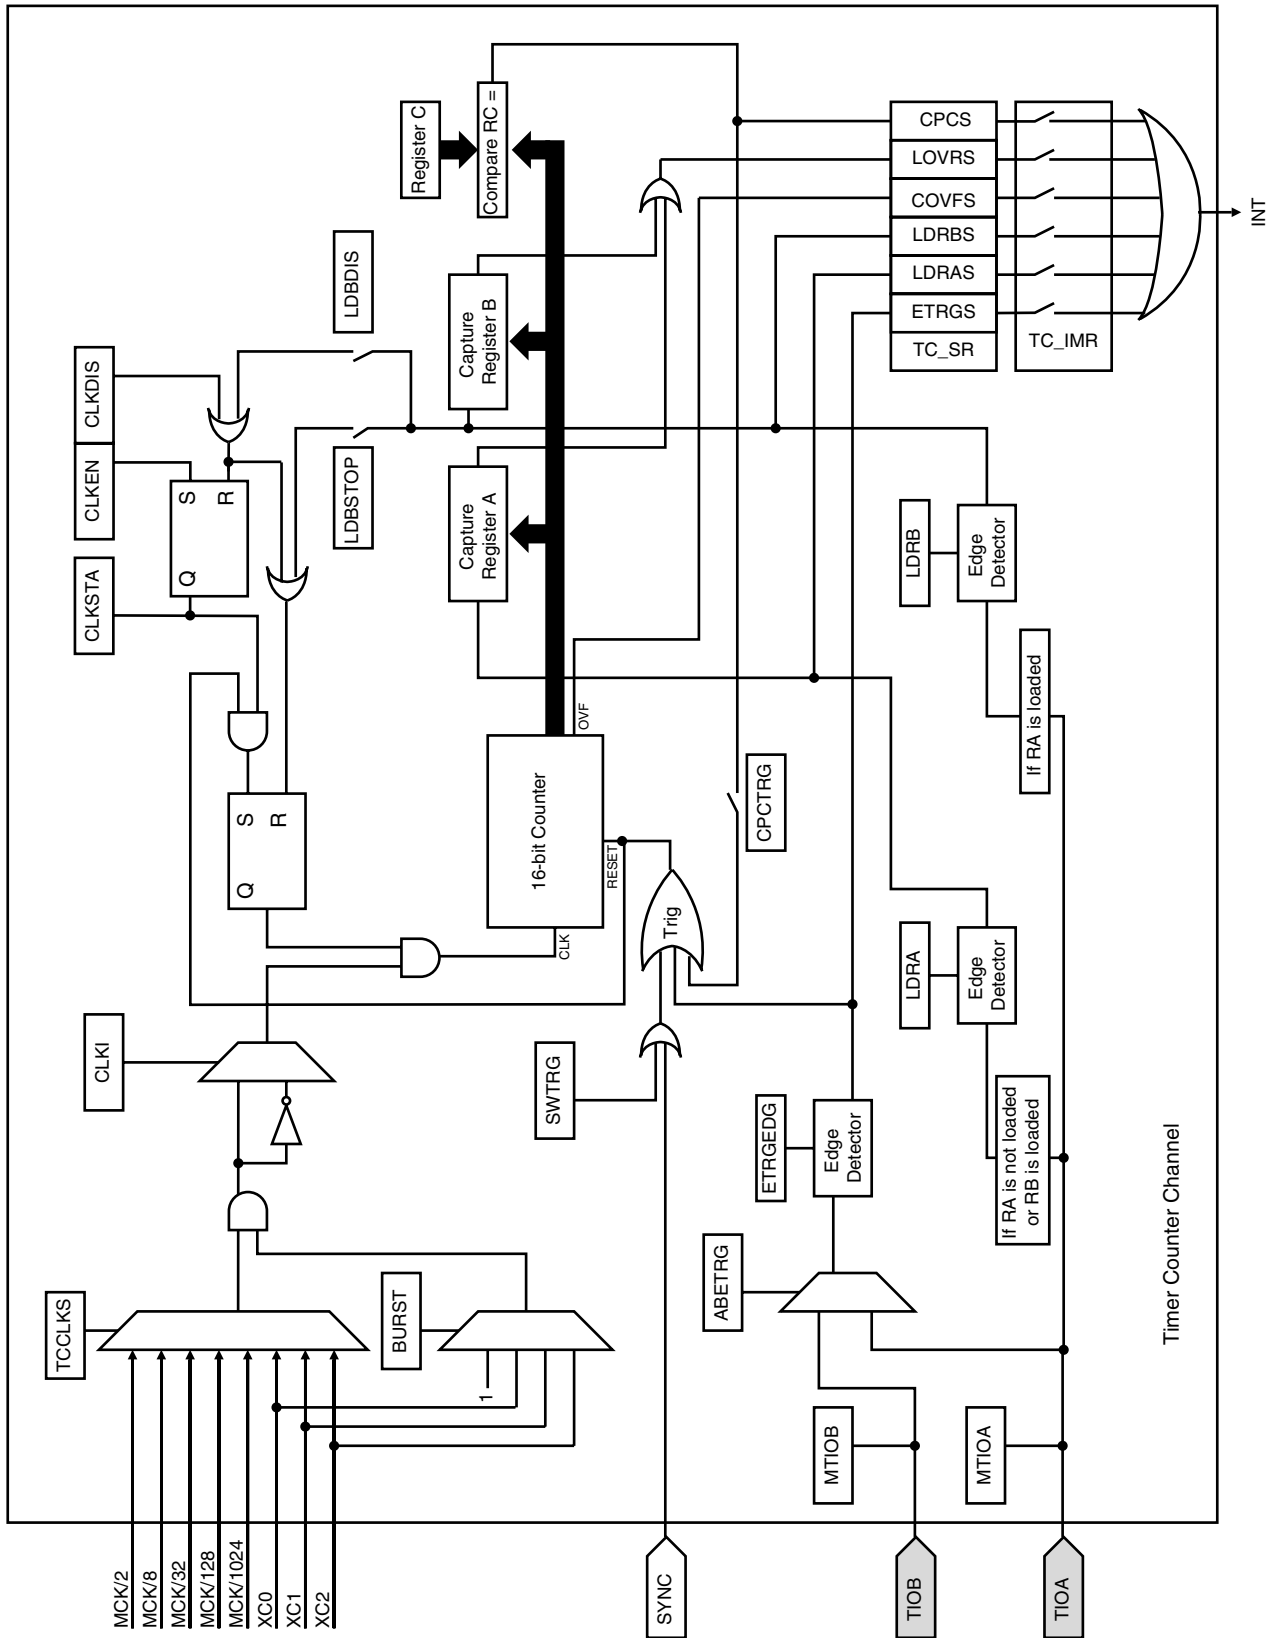 TCCLKS
MCK/2
MCK/8
MCK/32
MCK/128
MCK/1024
XC0
XC1
XC2
CLKI
CLKSTA
CLKEN
CLKDIS
Q
S
R
Q
S
R
BURST
1
LDBSTOP
LDBDIS
Register C
Capture
Register A
Capture
Register B
Compare RC =
16-bit Counter
CLK
OVF
RESET
SWTRG
SYNC
Trig
CPCTRG
ABETRG
ETRGEDG
Edge
Detector
MTIOB
TIOB
MTIOA
TIOA
LDRA
Edge
Detector
If RA is not loaded
or RB is loaded
LDRB
Edge
Detector
If RA is loaded
CPCS
LOVRS
COVFS
LDRBS
LDRAS
ETRGS
TC_SR
TC_IMR
INT
Timer Counter Channel